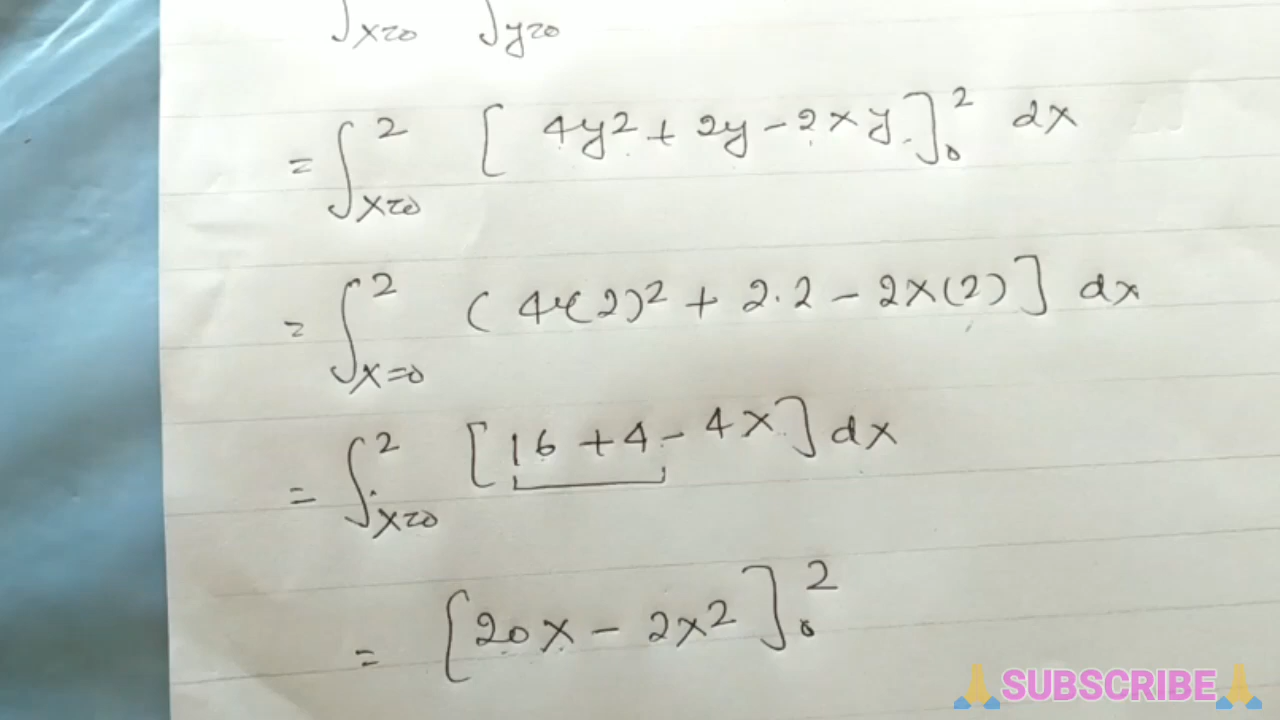 ∫x=0 ∫y=0
= ∫x=0^2 [4y² + 2y - 2xy]₀² dx
= ∫x=0^2 (4(2)² + 2·2 - 2x(2)] dx
= ∫x=0^2 [16 + 4 - 4x] dx
= [20x - 2x²]₀²
🙏SUBSCRIBE🙏